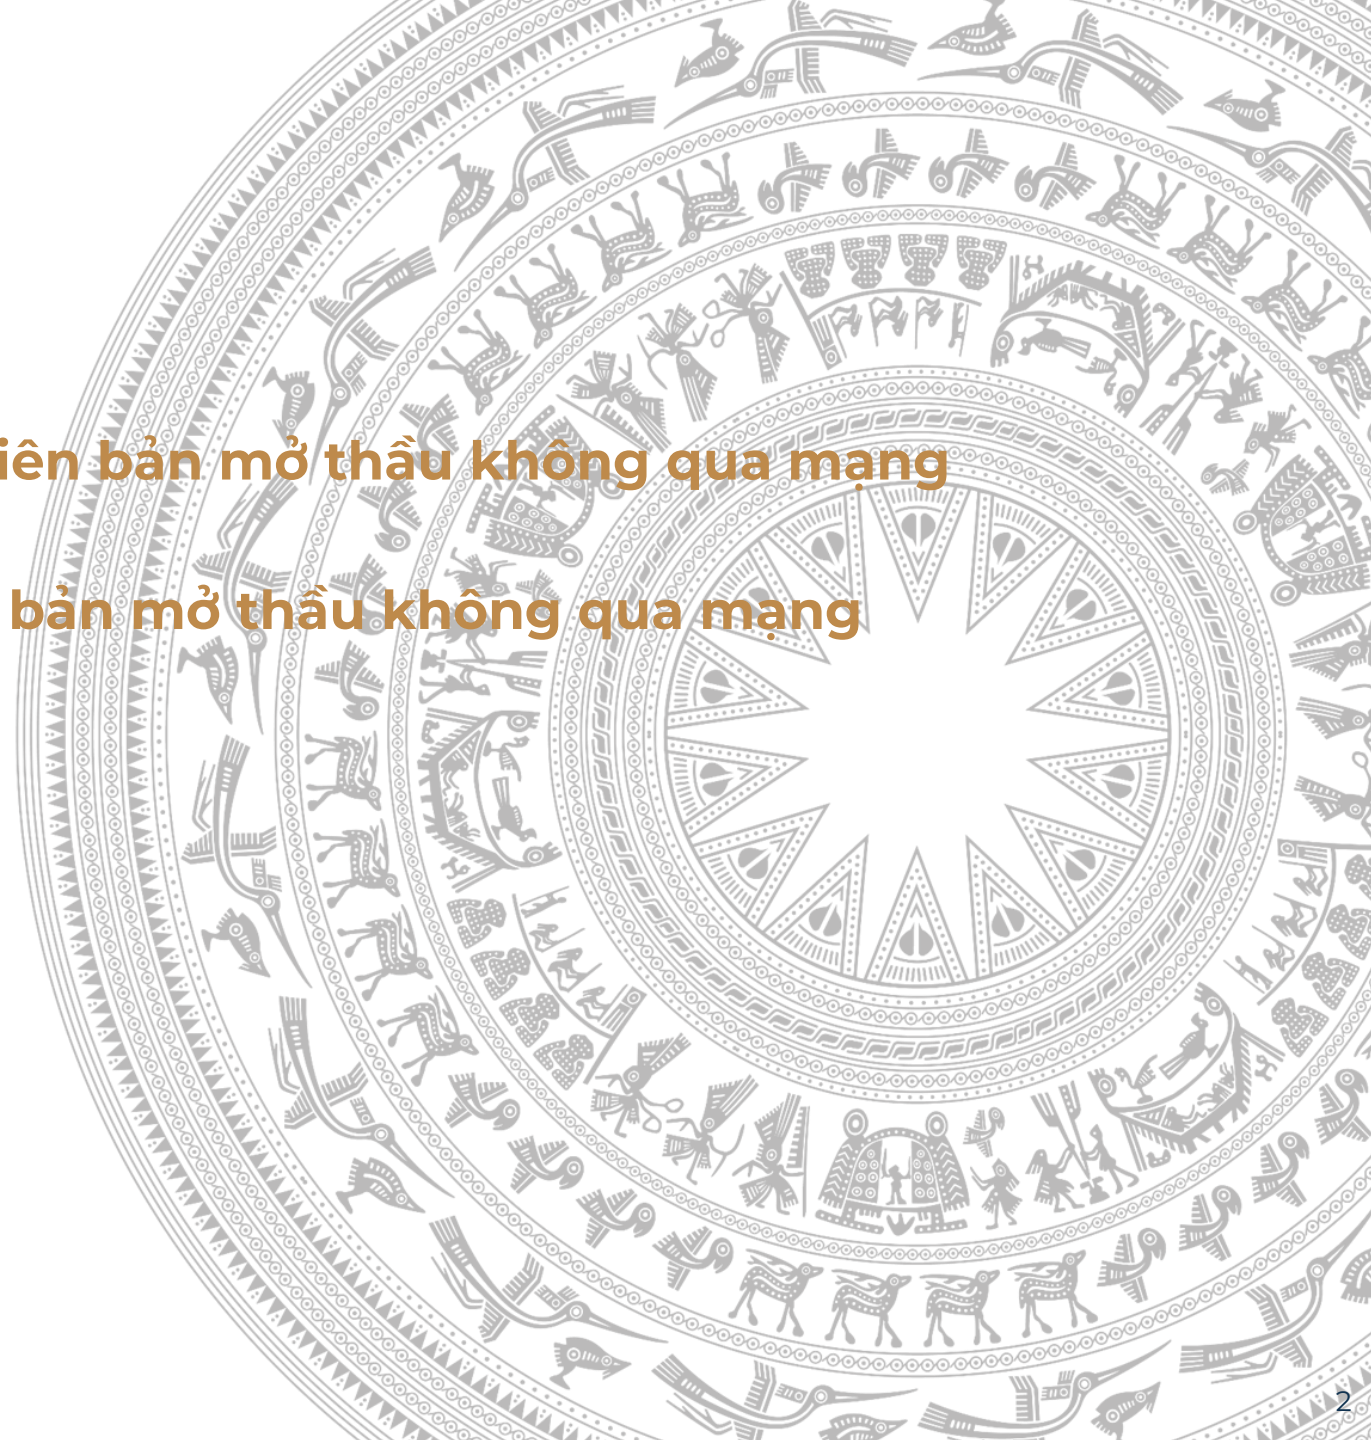 iên bản mở thầu không qua mạng
bản mở thầu không qua mạng
2